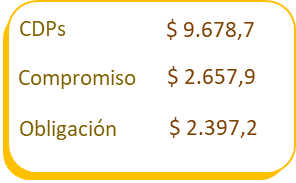 CDPs $ 9.678,7
Compromiso $ 2.657,9
Obligación $ 2.397,2